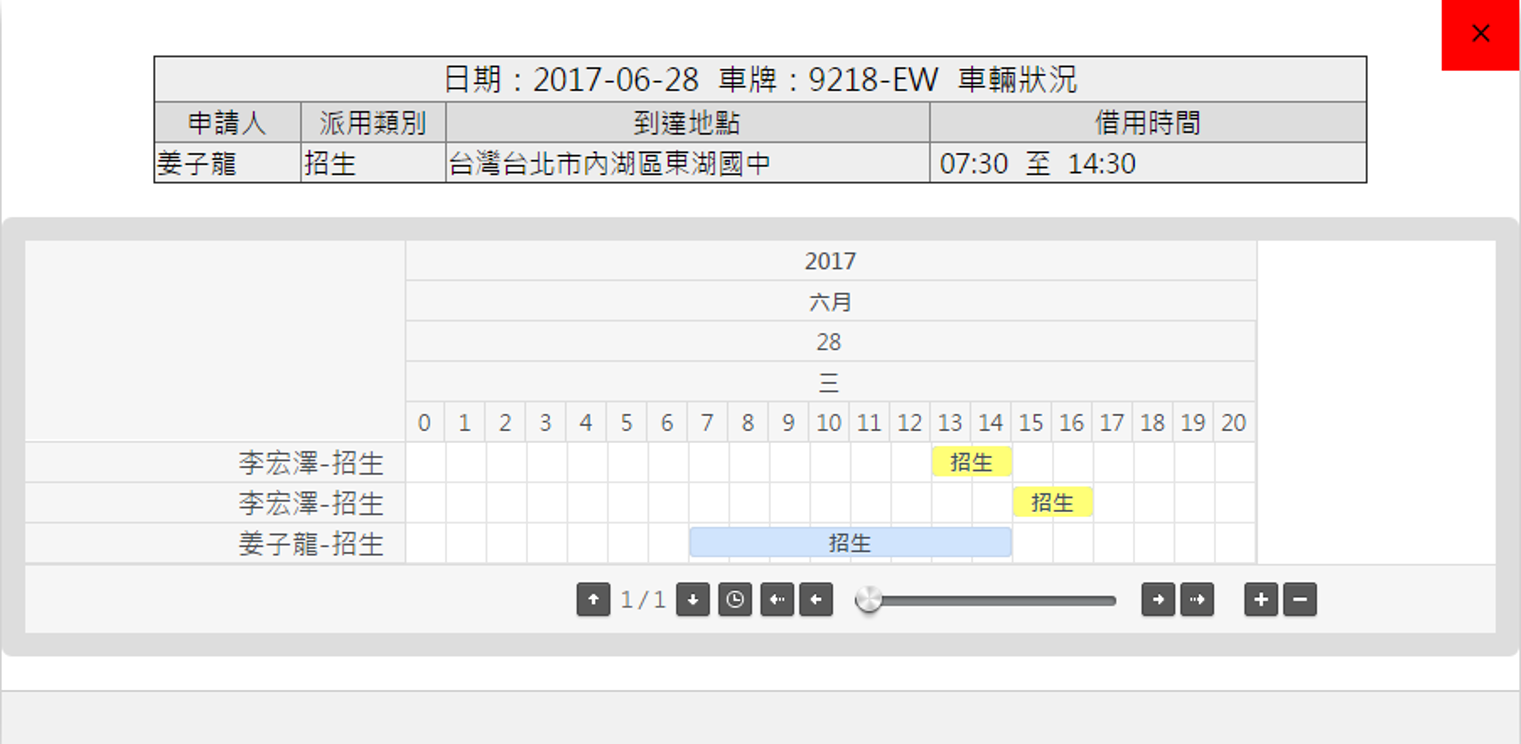 ×
日期：2017-06-28 車牌：9218-EW 車輛狀況
申請人 派用類別 到達地點 借用時間
姜子龍 招生 台灣台北市內湖區東湖國中 07:30 至 14:30
2017
六月
28
三
0 1 2 3 4 5 6 7 8 9 10 11 12 13 14 15 16 17 18 19 20
李宏澤-招生 招生
李宏澤-招生 招生
姜子龍-招生 招生
1/1